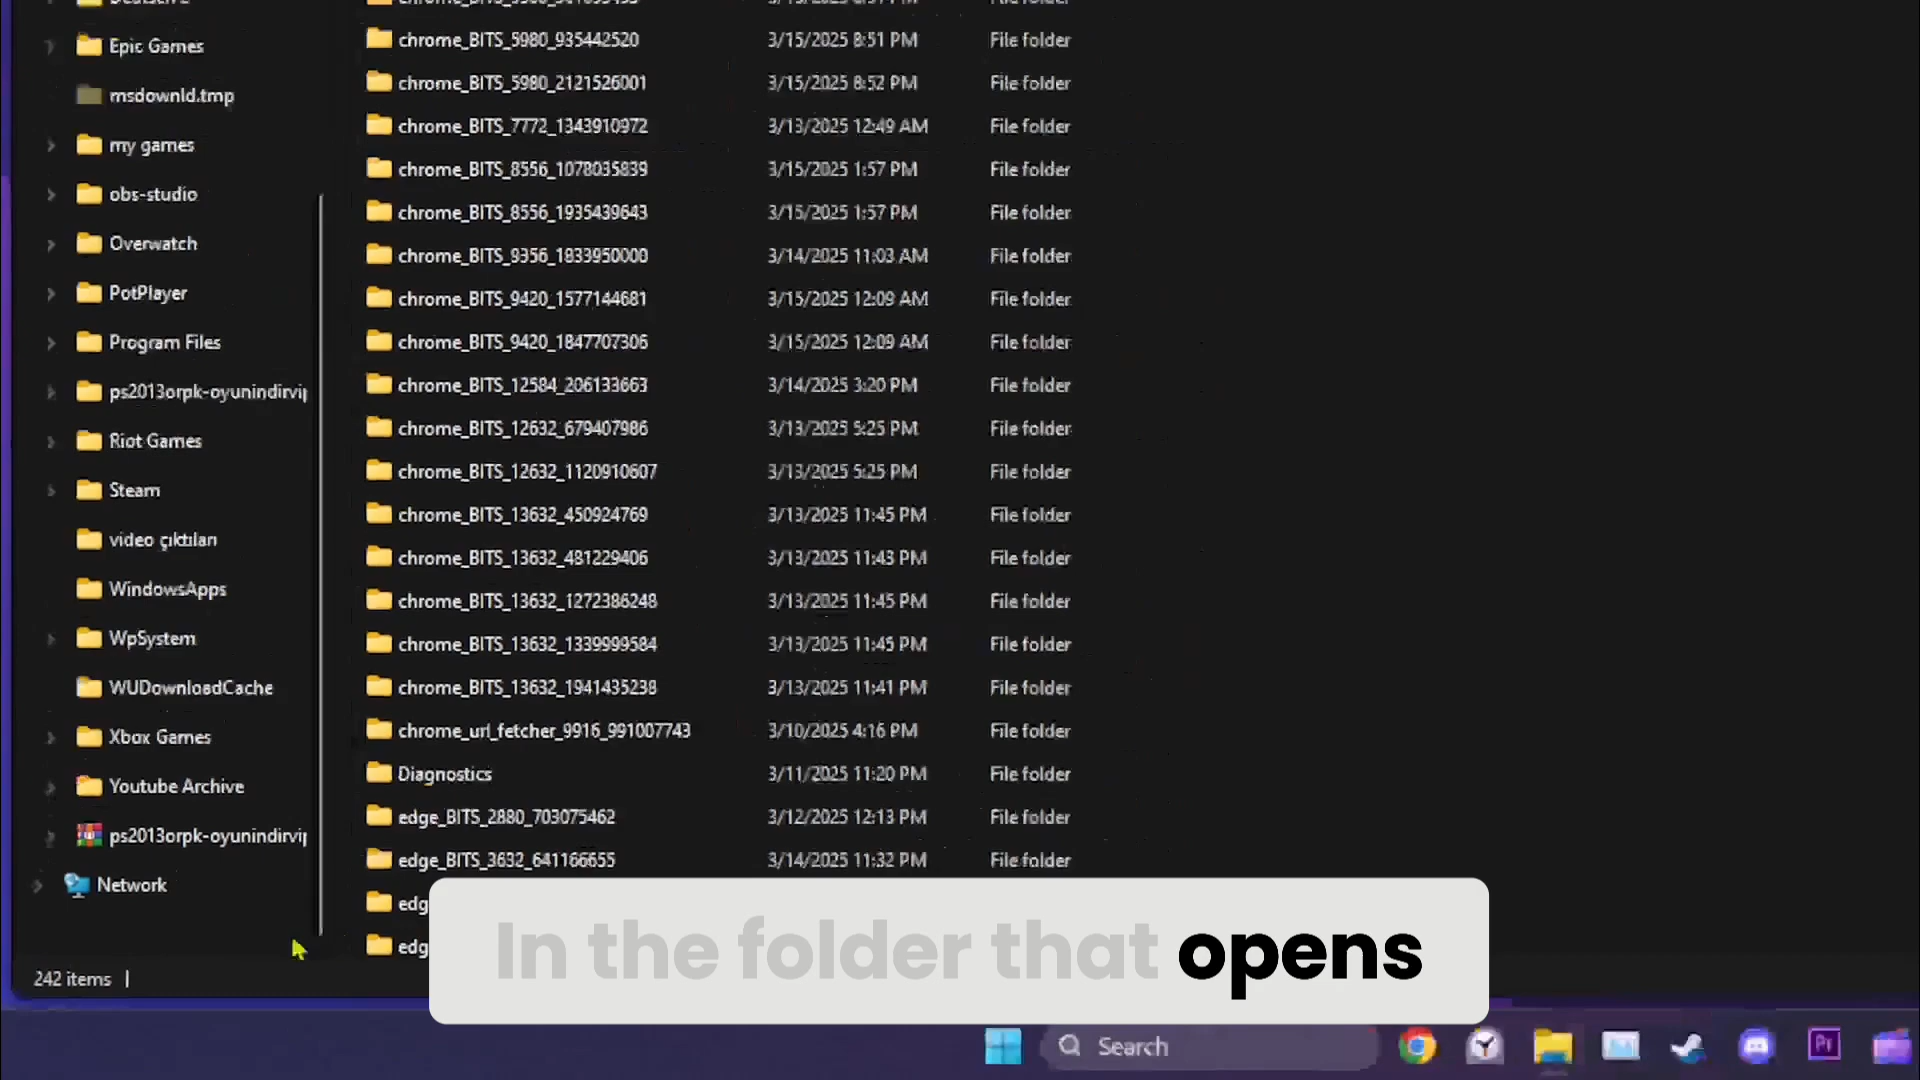 Epic Games
msdownld.tmp
my games
obs-studio
Overwatch
PotPlayer
Program Files
ps2013orpk-oyunindirvip
Riot Games
Steam
video çıktıları
WindowsApps
WpSystem
WUDownloadCache
Xbox Games
Youtube Archive
ps2013orpk-oyunindirvip
Network
242 items
chrome_BITS_5980_935442520 3/15/2025 8:51 PM File folder
chrome_BITS_5980_2121526001 3/15/2025 8:52 PM File folder
chrome_BITS_7772_1343910972 3/13/2025 12:49 AM File folder
chrome_BITS_8556_1078035839 3/15/2025 1:57 PM File folder
chrome_BITS_8556_1935439643 3/15/2025 1:57 PM File folder
chrome_BITS_9356_1833950000 3/14/2025 11:03 AM File folder
chrome_BITS_9420_1577144681 3/15/2025 12:09 AM File folder
chrome_BITS_9420_1847707306 3/15/2025 12:09 AM File folder
chrome_BITS_12584_206133663 3/14/2025 3:20 PM File folder
chrome_BITS_12632_679407986 3/13/2025 5:25 PM File folder
chrome_BITS_12632_1120910607 3/13/2025 5:25 PM File folder
chrome_BITS_13632_450924769 3/13/2025 11:45 PM File folder
chrome_BITS_13632_481229406 3/13/2025 11:43 PM File folder
chrome_BITS_13632_1272386248 3/13/2025 11:45 PM File folder
chrome_BITS_13632_1339999584 3/13/2025 11:45 PM File folder
chrome_BITS_13632_1941435238 3/13/2025 11:41 PM File folder
chrome_url_fetcher_9916_991007743 3/10/2025 4:16 PM File folder
Diagnostics 3/11/2025 11:20 PM File folder
edge_BITS_2880_703075462 3/12/2025 12:13 PM File folder
edge_BITS_3632_641166655 3/14/2025 11:32 PM File folder
edg
edg
In the folder that opens
Search
Pr